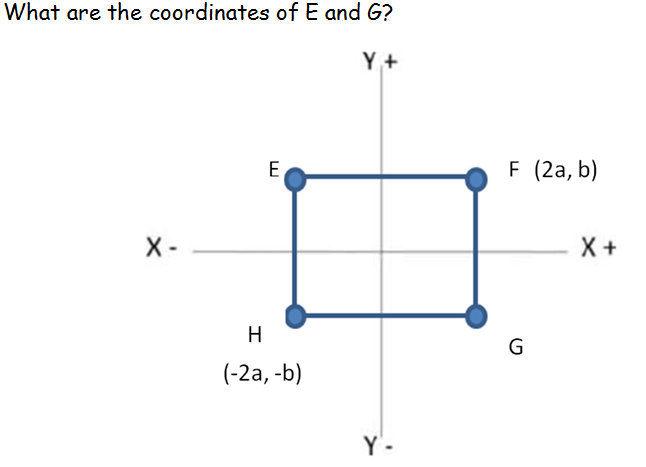 What are the coordinates of E and G?
Y +
E
F (2a, b)
X -
X +
H
G
(-2a, -b)
Y -